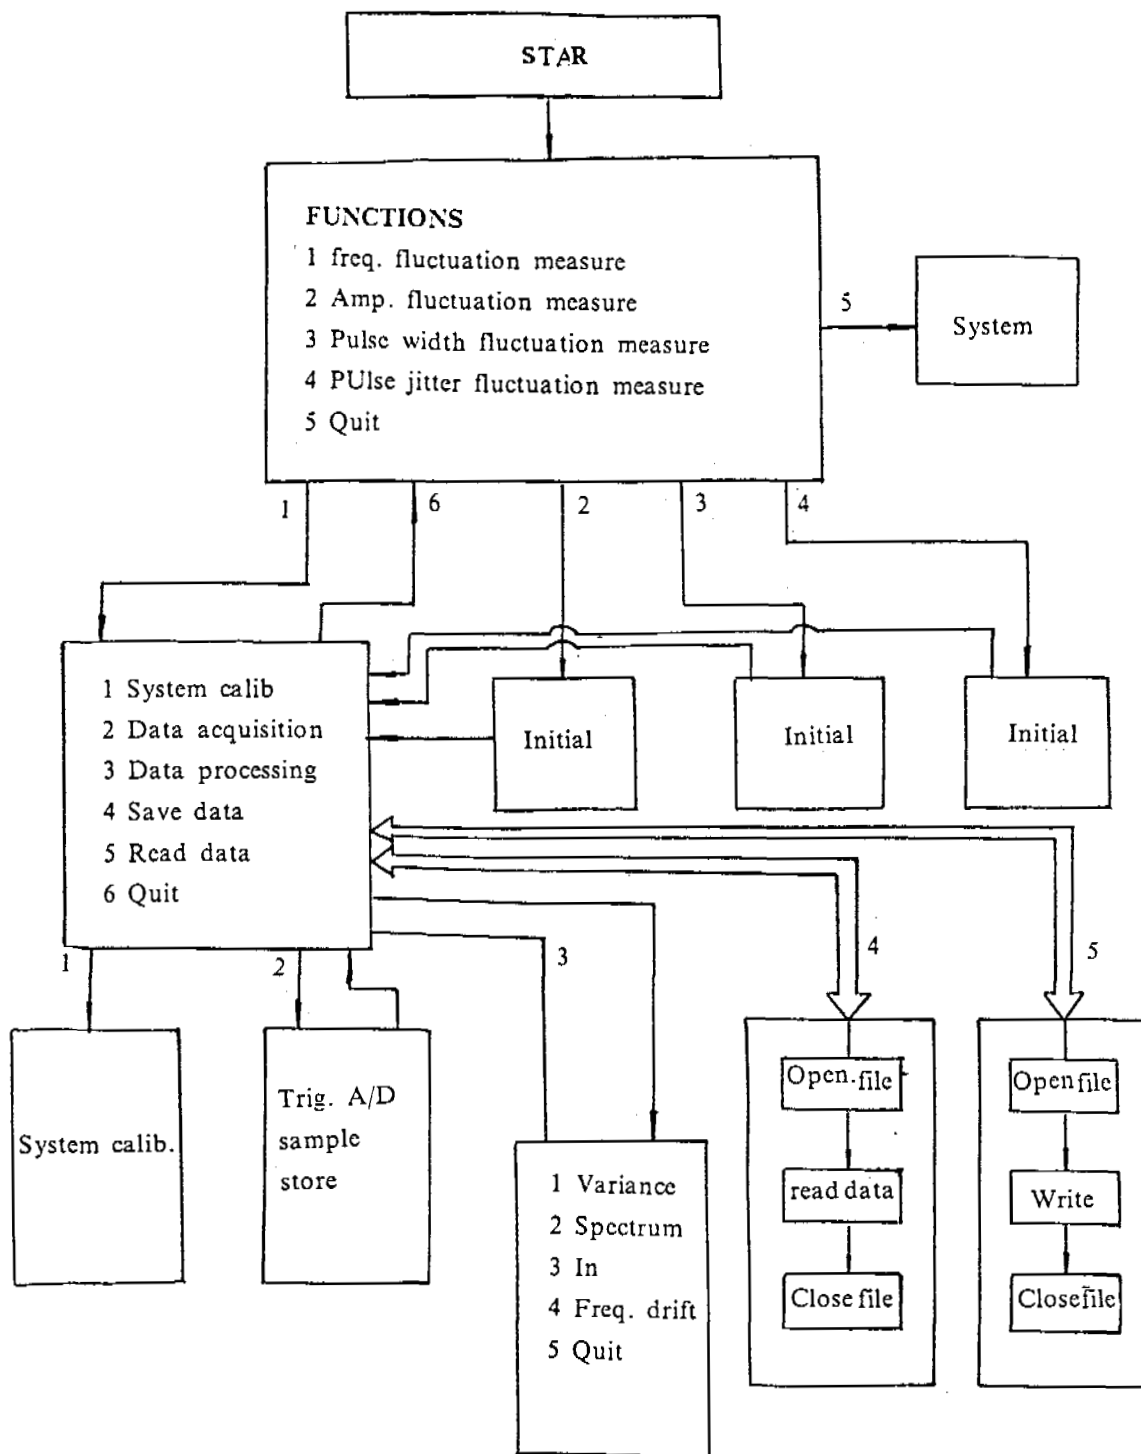 STAR
FUNCTIONS
1 freq. fluctuation measure
2 Amp. fluctuation measure
3 Pulse width fluctuation measure
4 PUlse jitter fluctuation measure
5 Quit
5
System
1
6
2
3
4
1 System calib
2 Data acquisition
3 Data processing
4 Save data
5 Read data
6 Quit
Initial
Initial
Initial
1
2
3
4
5
System calib.
Trig. A/D
sample
store
1 Variance
2 Spectrum
3 In
4 Freq. drift
5 Quit
Open. file
read data
Close file
Open file
Write
Close file